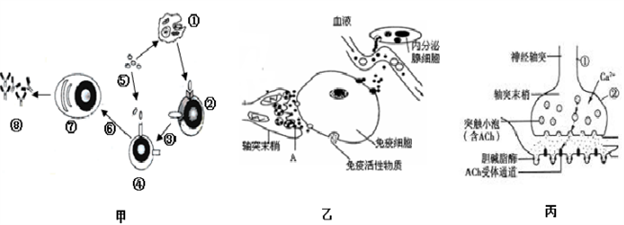 ①
⑤
②
⑧
⑦
⑥
③
④
甲
血液
内分泌
腺细胞
免疫细胞
轴突末梢
A
免疫活性物质
乙
神经轴突
①
Ca²⁺
轴突末梢
②
突触小泡
(含ACh)
胆碱脂酶
ACh受体通道
丙